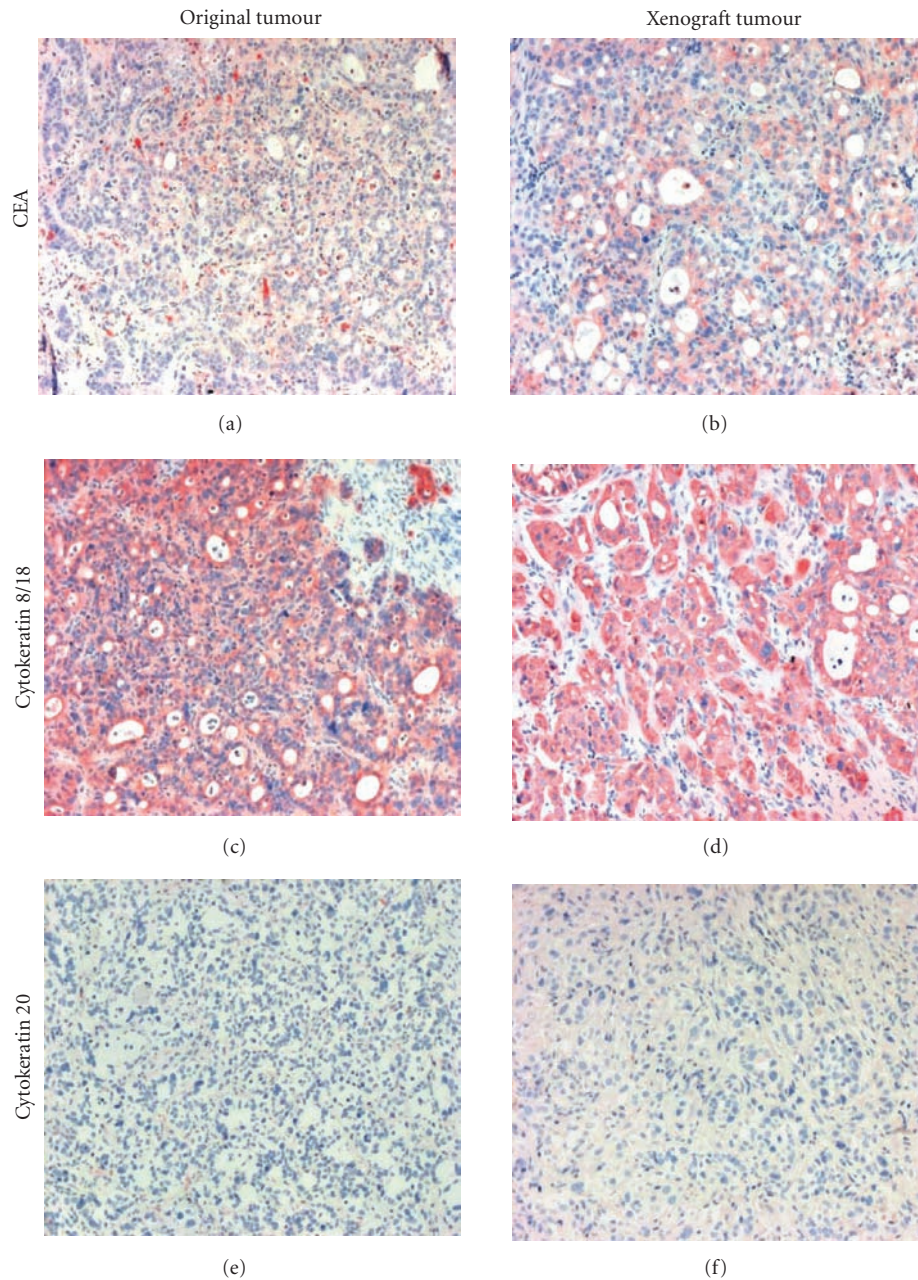 Original tumour
Xenograft tumour
CEA
(a)
(b)
Cytokeratin 8/18
(c)
(d)
Cytokeratin 20
(e)
(f)